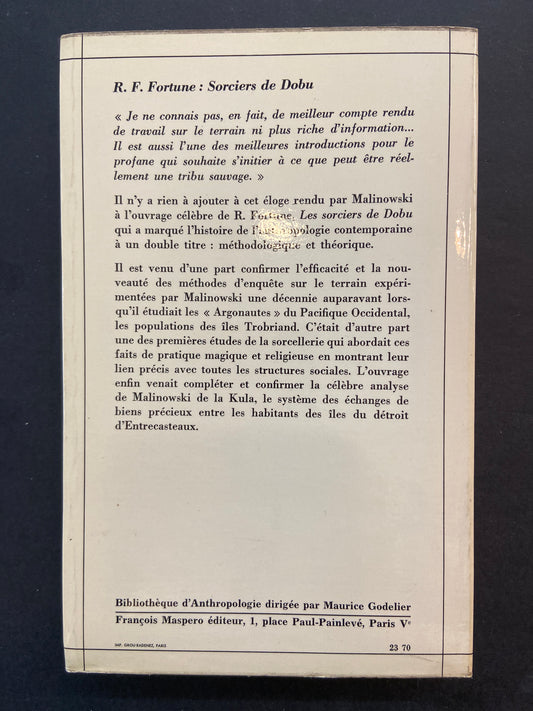 R. F. Fortune : Sorciers de Dobu
« Je ne connais pas, en fait, de meilleur compte rendu
de travail sur le terrain ni plus riche d'information...
Il est aussi l'une des meilleures introductions pour le
profane qui souhaite s'initier à ce que peut être réel-
lement une tribu sauvage. »
Il n'y a rien à ajouter à cet éloge rendu par Malinowski
à l'ouvrage célèbre de R. Fortune. Les sorciers de Dobu
qui a marqué l'histoire de l'anthropologie contemporaine
à un double titre : méthodologique et théorique.
Il est venu d'une part confirmer l'efficacité et la nou-
veauté des méthodes d'enquête sur le terrain expéri-
mentées par Malinowski une décennie auparavant lors-
qu'il étudiait les « Argonautes » du Pacifique Occidental,
les populations des îles Trobriand. C'était d'autre part
une des premières études de la sorcellerie qui abordait ces
faits de pratique magique et religieuse en montrant leur
lien précis avec toutes les structures sociales. L'ouvrage
enfin venait compléter et confirmer la célèbre analyse
de Malinowski de la Kula, le système des échanges de
biens précieux entre les habitants des îles du détroit
d'Entrecasteaux.
Bibliothèque d'Anthropologie dirigée par Maurice Godelier
François Maspero éditeur, 1, place Paul-Painlevé, Paris Vᵉ
IMP. GROU-RADENEZ, PARIS
23 70